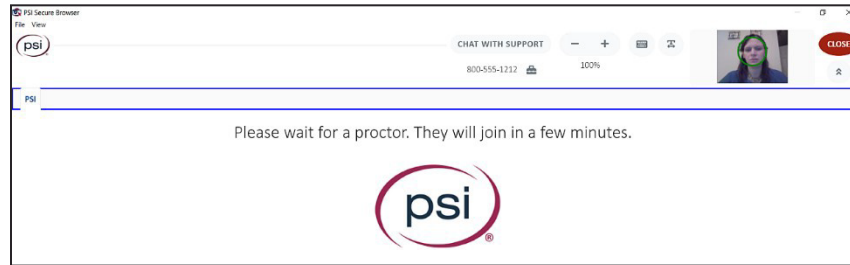 PSI Secure Browser
File View
psi
CHAT WITH SUPPORT
− +
CLOSE
800-555-1212
100%
PSI
Please wait for a proctor. They will join in a few minutes.
psi
®